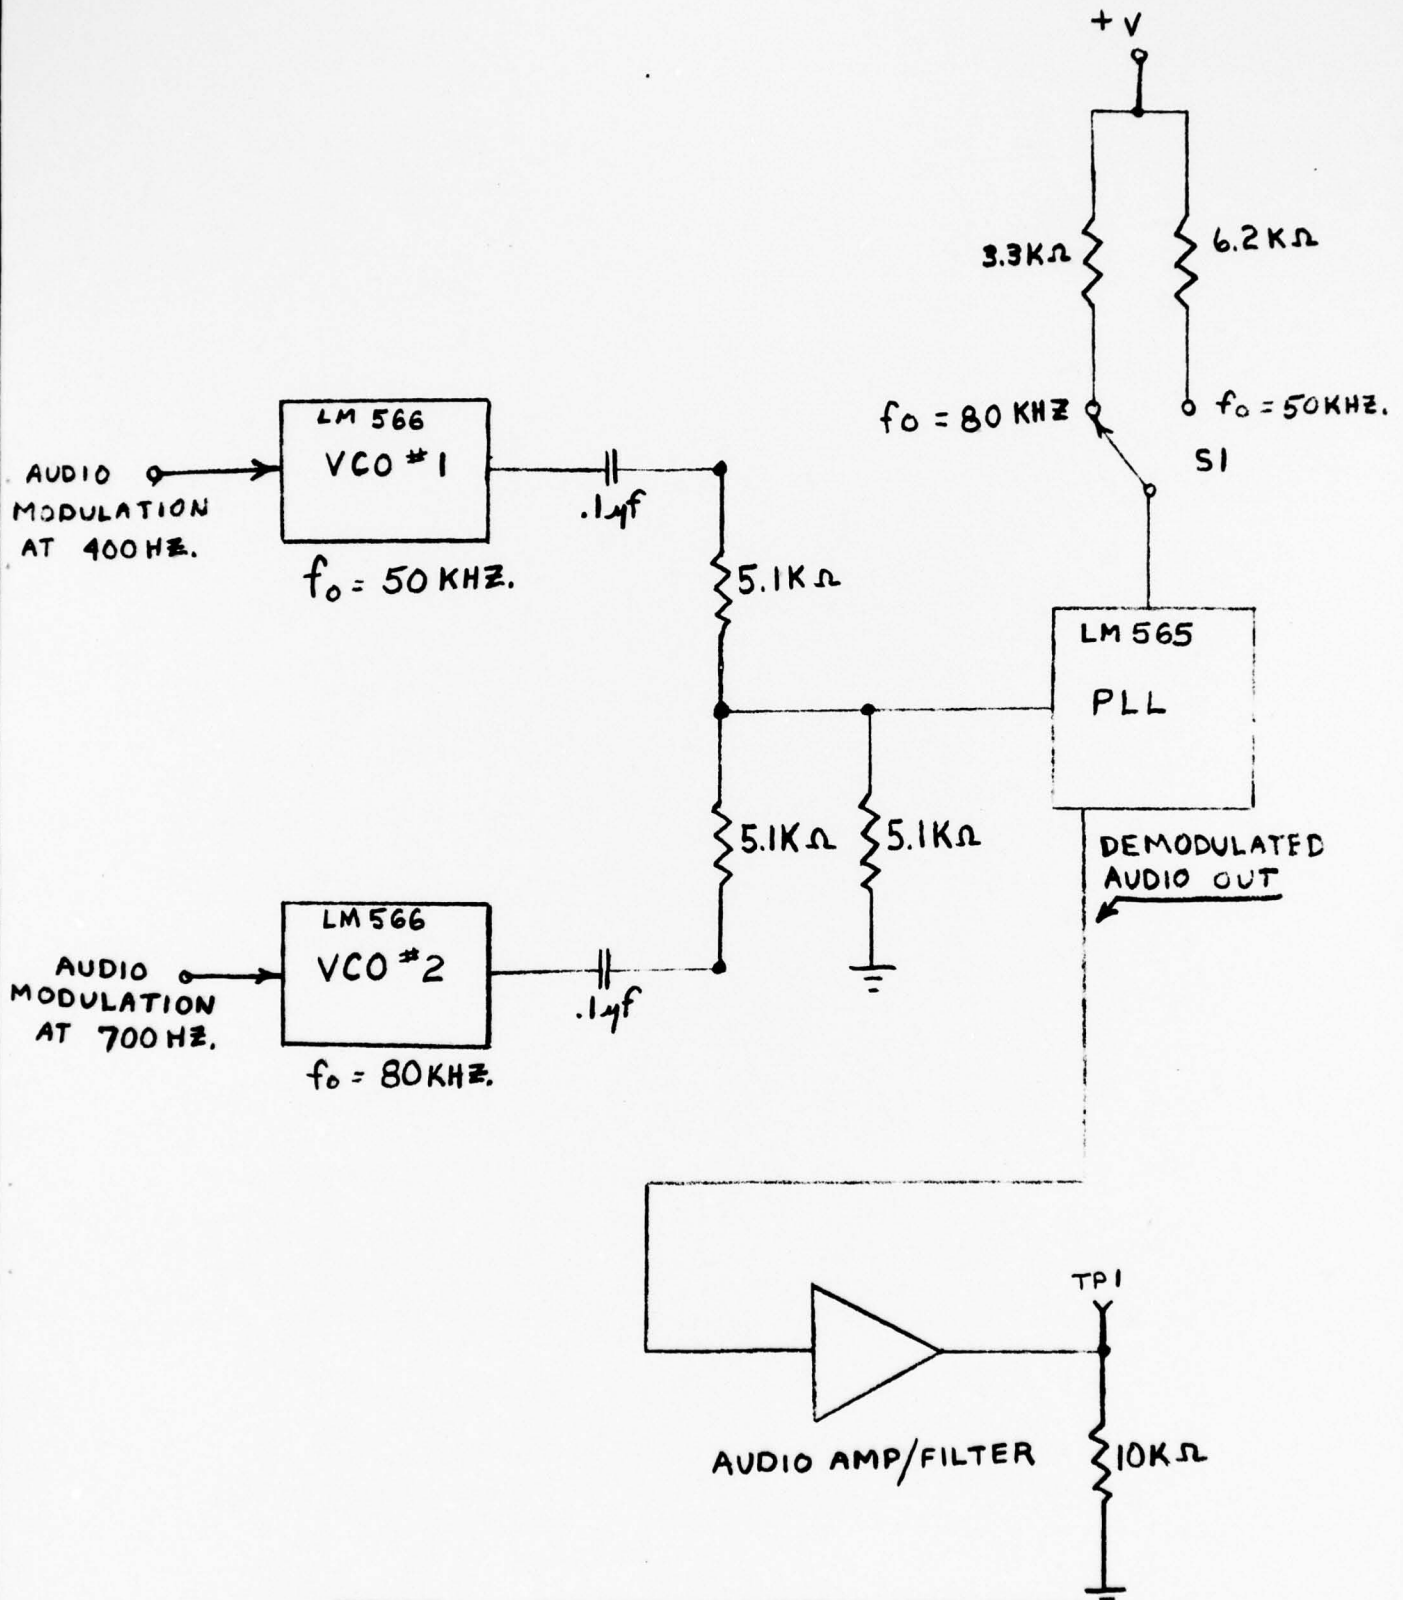 +V
3.3KΩ
6.2KΩ
fo = 80 KHZ
fo = 50KHZ.
S1
LM 566
VCO #1
AUDIO
MODULATION
AT 400HZ.
.1μf
fo = 50 KHZ.
5.1KΩ
LM 565
PLL
5.1KΩ
5.1KΩ
DEMODULATED
AUDIO OUT
LM 566
VCO #2
AUDIO
MODULATION
AT 700 HZ.
.1μf
fo = 80KHZ.
TP1
AUDIO AMP/FILTER
10KΩ